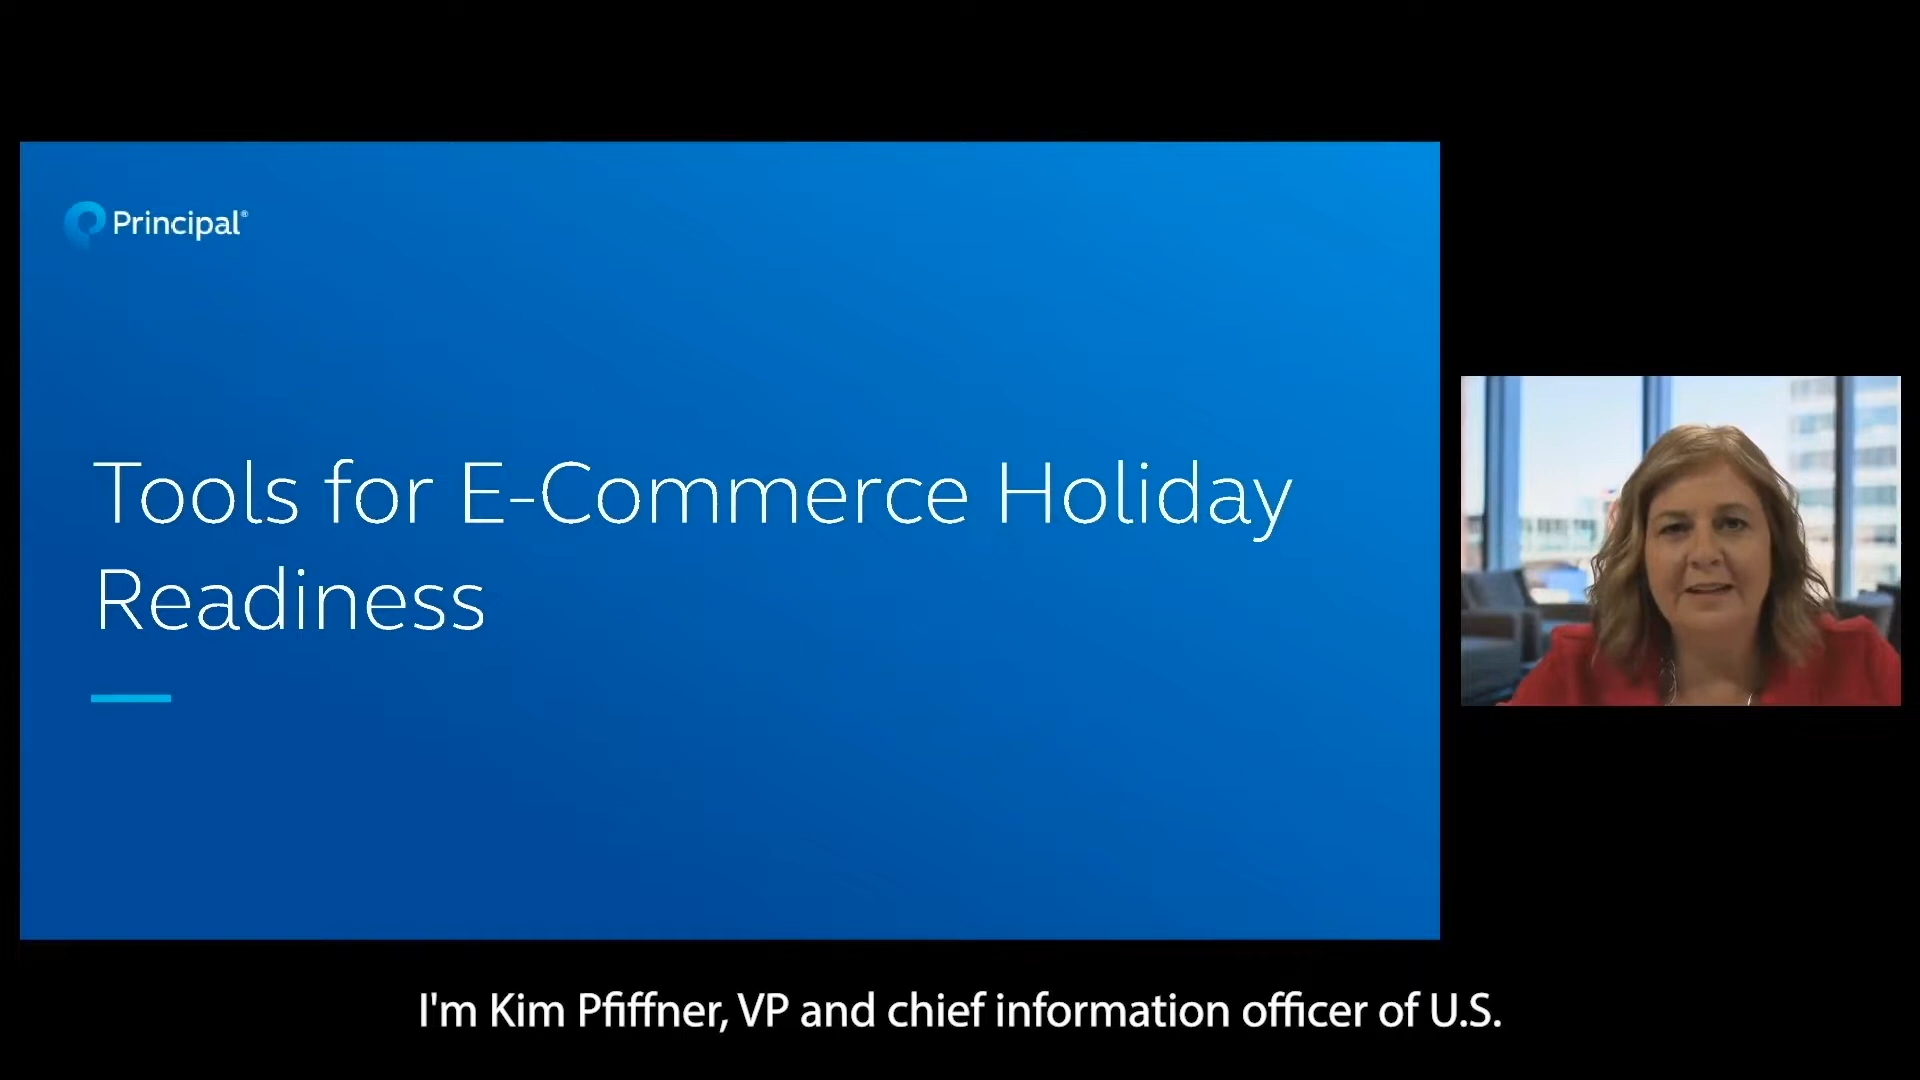 Principal®
Tools for E-Commerce Holiday
Readiness
I'm Kim Pfiffner, VP and chief information officer of U.S.